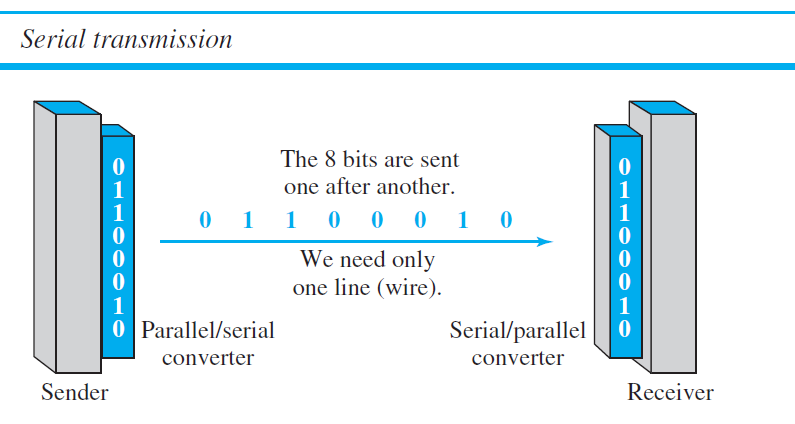 Serial transmission
The 8 bits are sent
one after another.
0 1 1 0 0 0 1 0
We need only
one line (wire).
0
1
1
0
0
0
1
0
Parallel/serial
converter
Sender
Serial/parallel
converter
0
1
1
0
0
0
1
0
Receiver